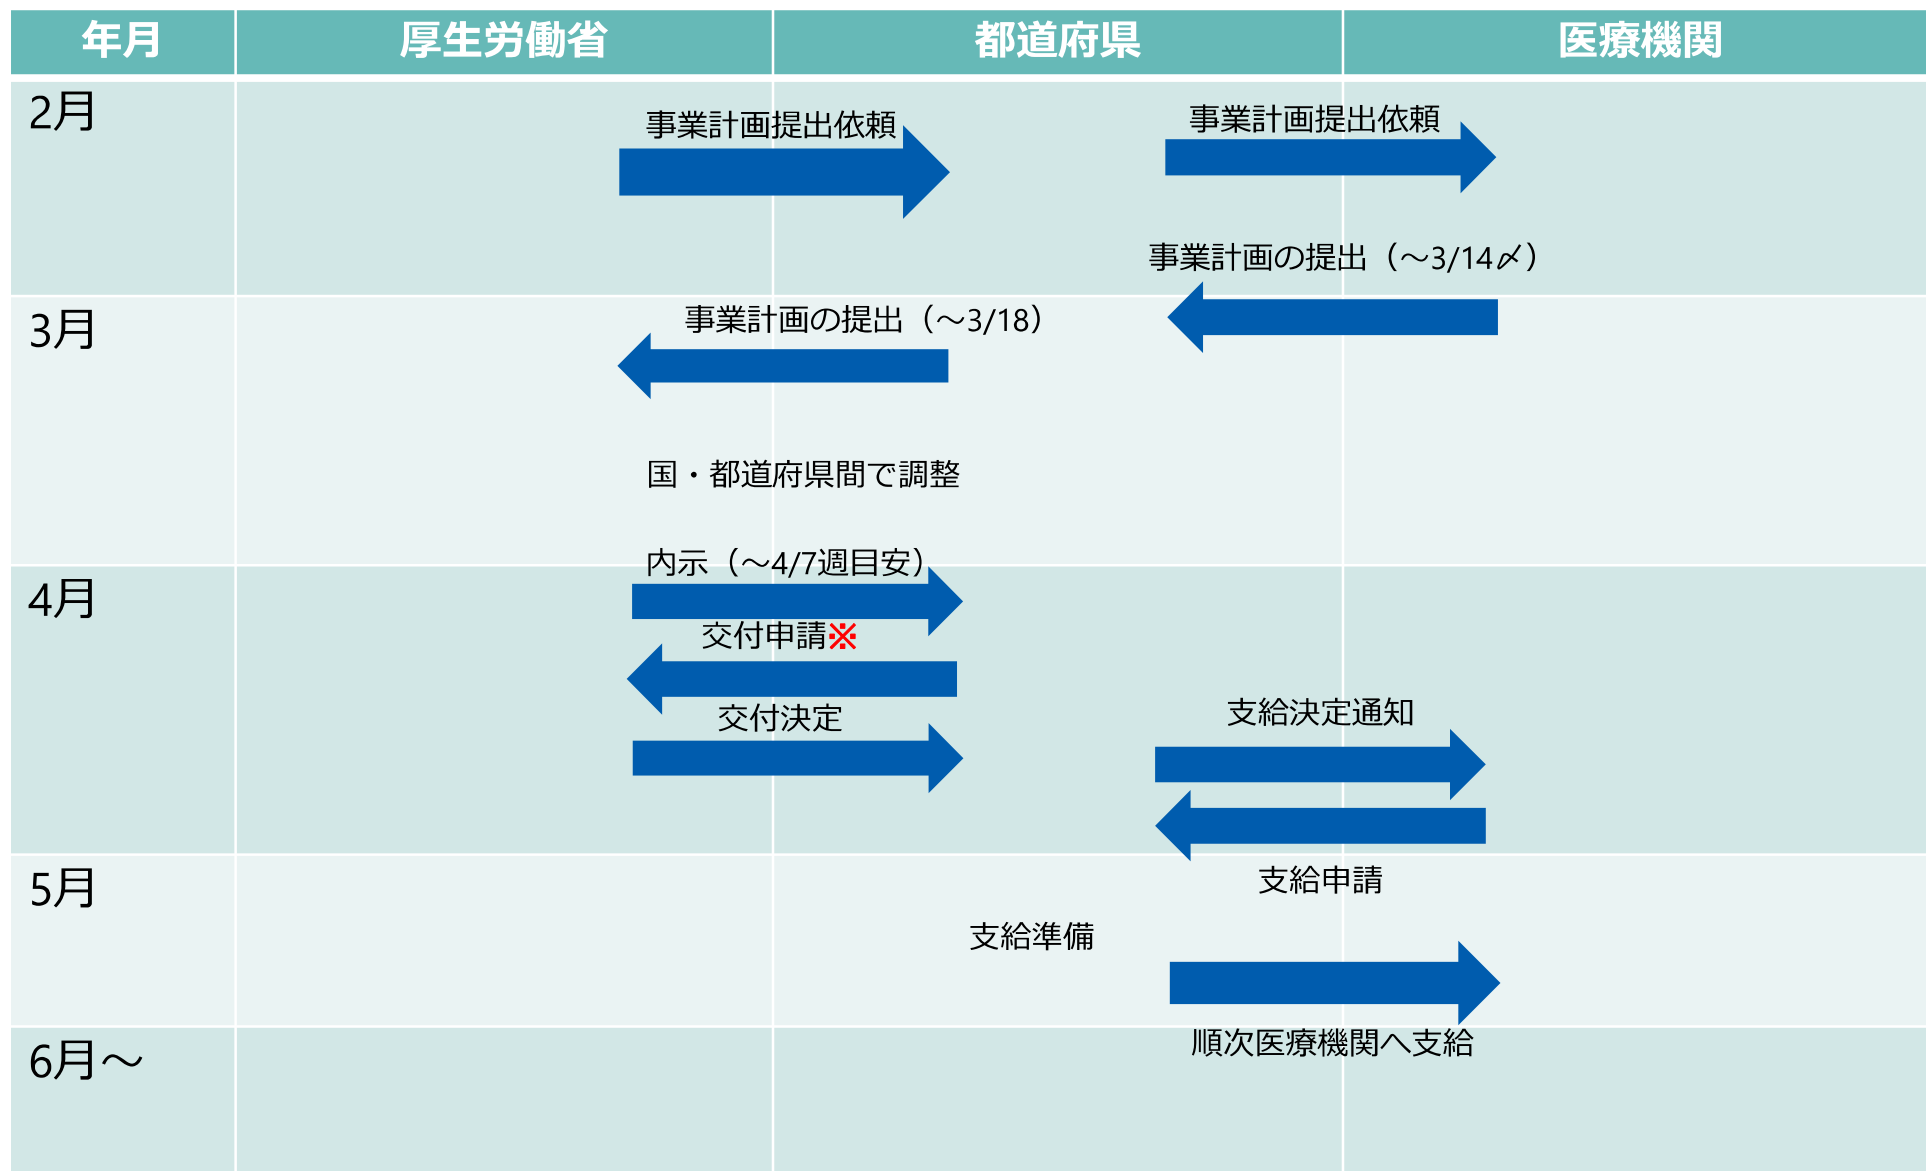 年月
厚生労働省
都道府県
医療機関
2月
事業計画提出依頼
事業計画提出依頼
事業計画の提出（～3/14〆）
3月
事業計画の提出（～3/18）
国・都道府県間で調整
内示（～4/7週目安）
4月
交付申請※
交付決定
支給決定通知
5月
支給申請
支給準備
順次医療機関へ支給
6月～